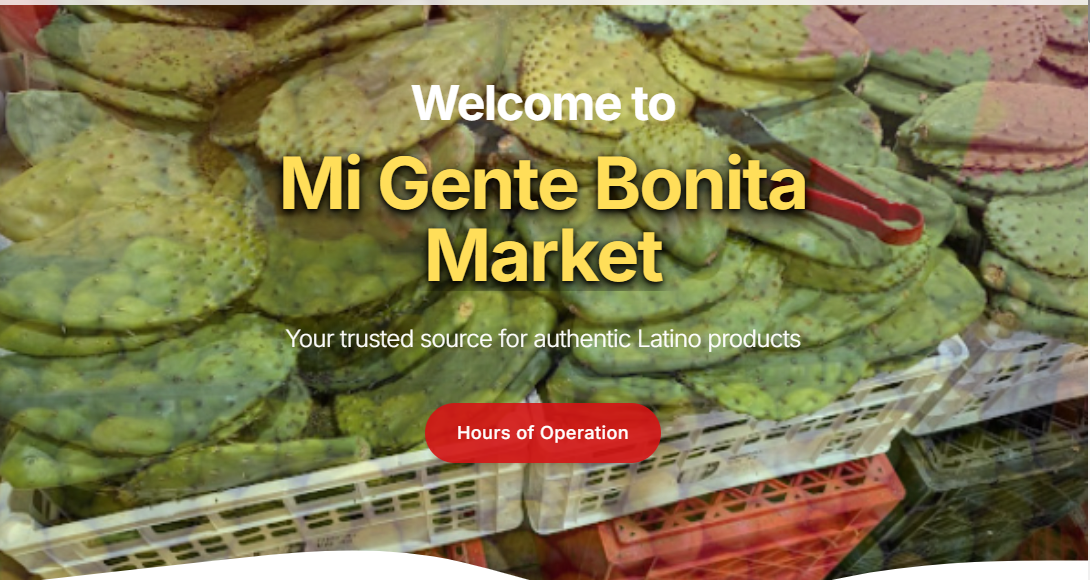 Welcome to
Mi Gente Bonita
Market
Your trusted source for authentic Latino products
Hours of Operation